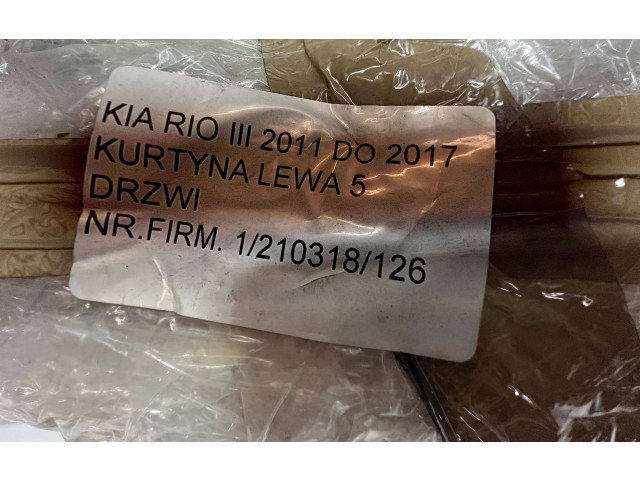 KIA RIO III 2011 DO 2017
KURTYNA LEWA 5
DRZWI
NR.FIRM. 1/210318/126